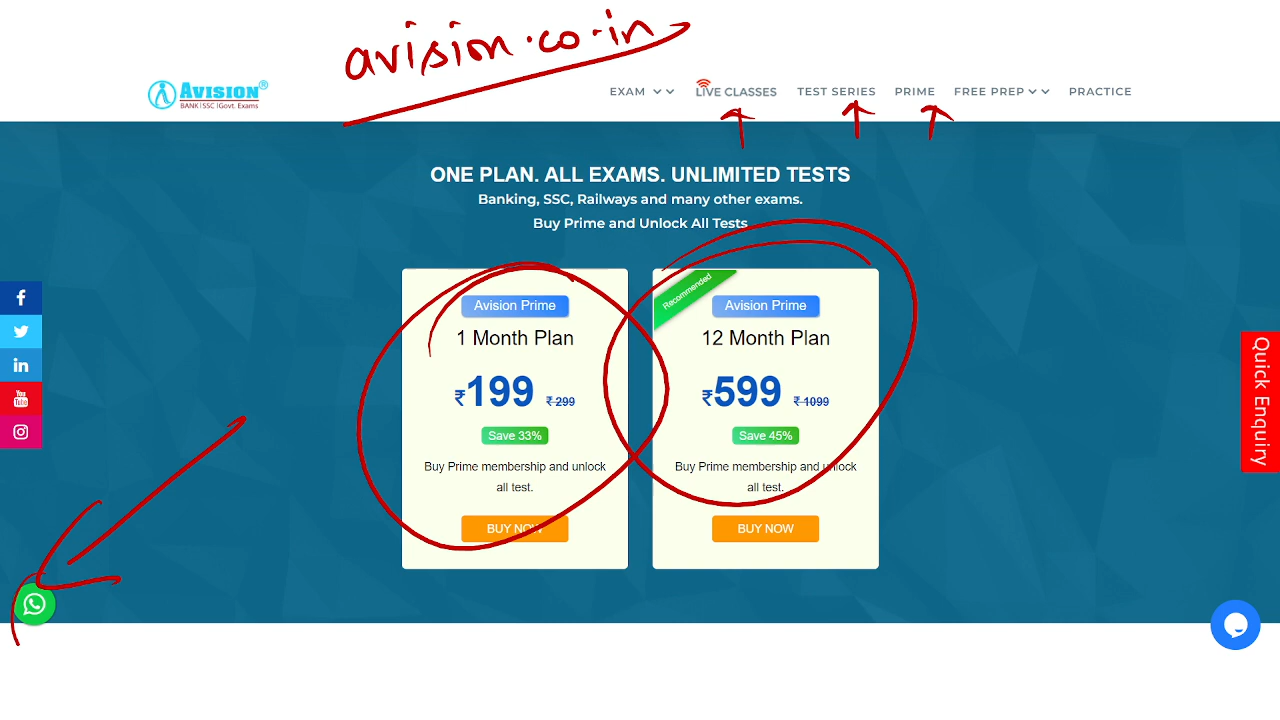 avision.co.in
AVISION®
BANK|SSC|Govt. Exams
EXAM LIVE CLASSES TEST SERIES PRIME FREE PREP PRACTICE
ONE PLAN. ALL EXAMS. UNLIMITED TESTS
Banking, SSC, Railways and many other exams.
Buy Prime and Unlock All Tests
Avision Prime
1 Month Plan
₹199 ₹ 299
Save 33%
Buy Prime membership and unlock
all test.
BUY NOW
Recommended
Avision Prime
12 Month Plan
₹599 ₹ 1099
Save 45%
Buy Prime membership and unlock
all test.
BUY NOW
You Tube
Quick Enquiry